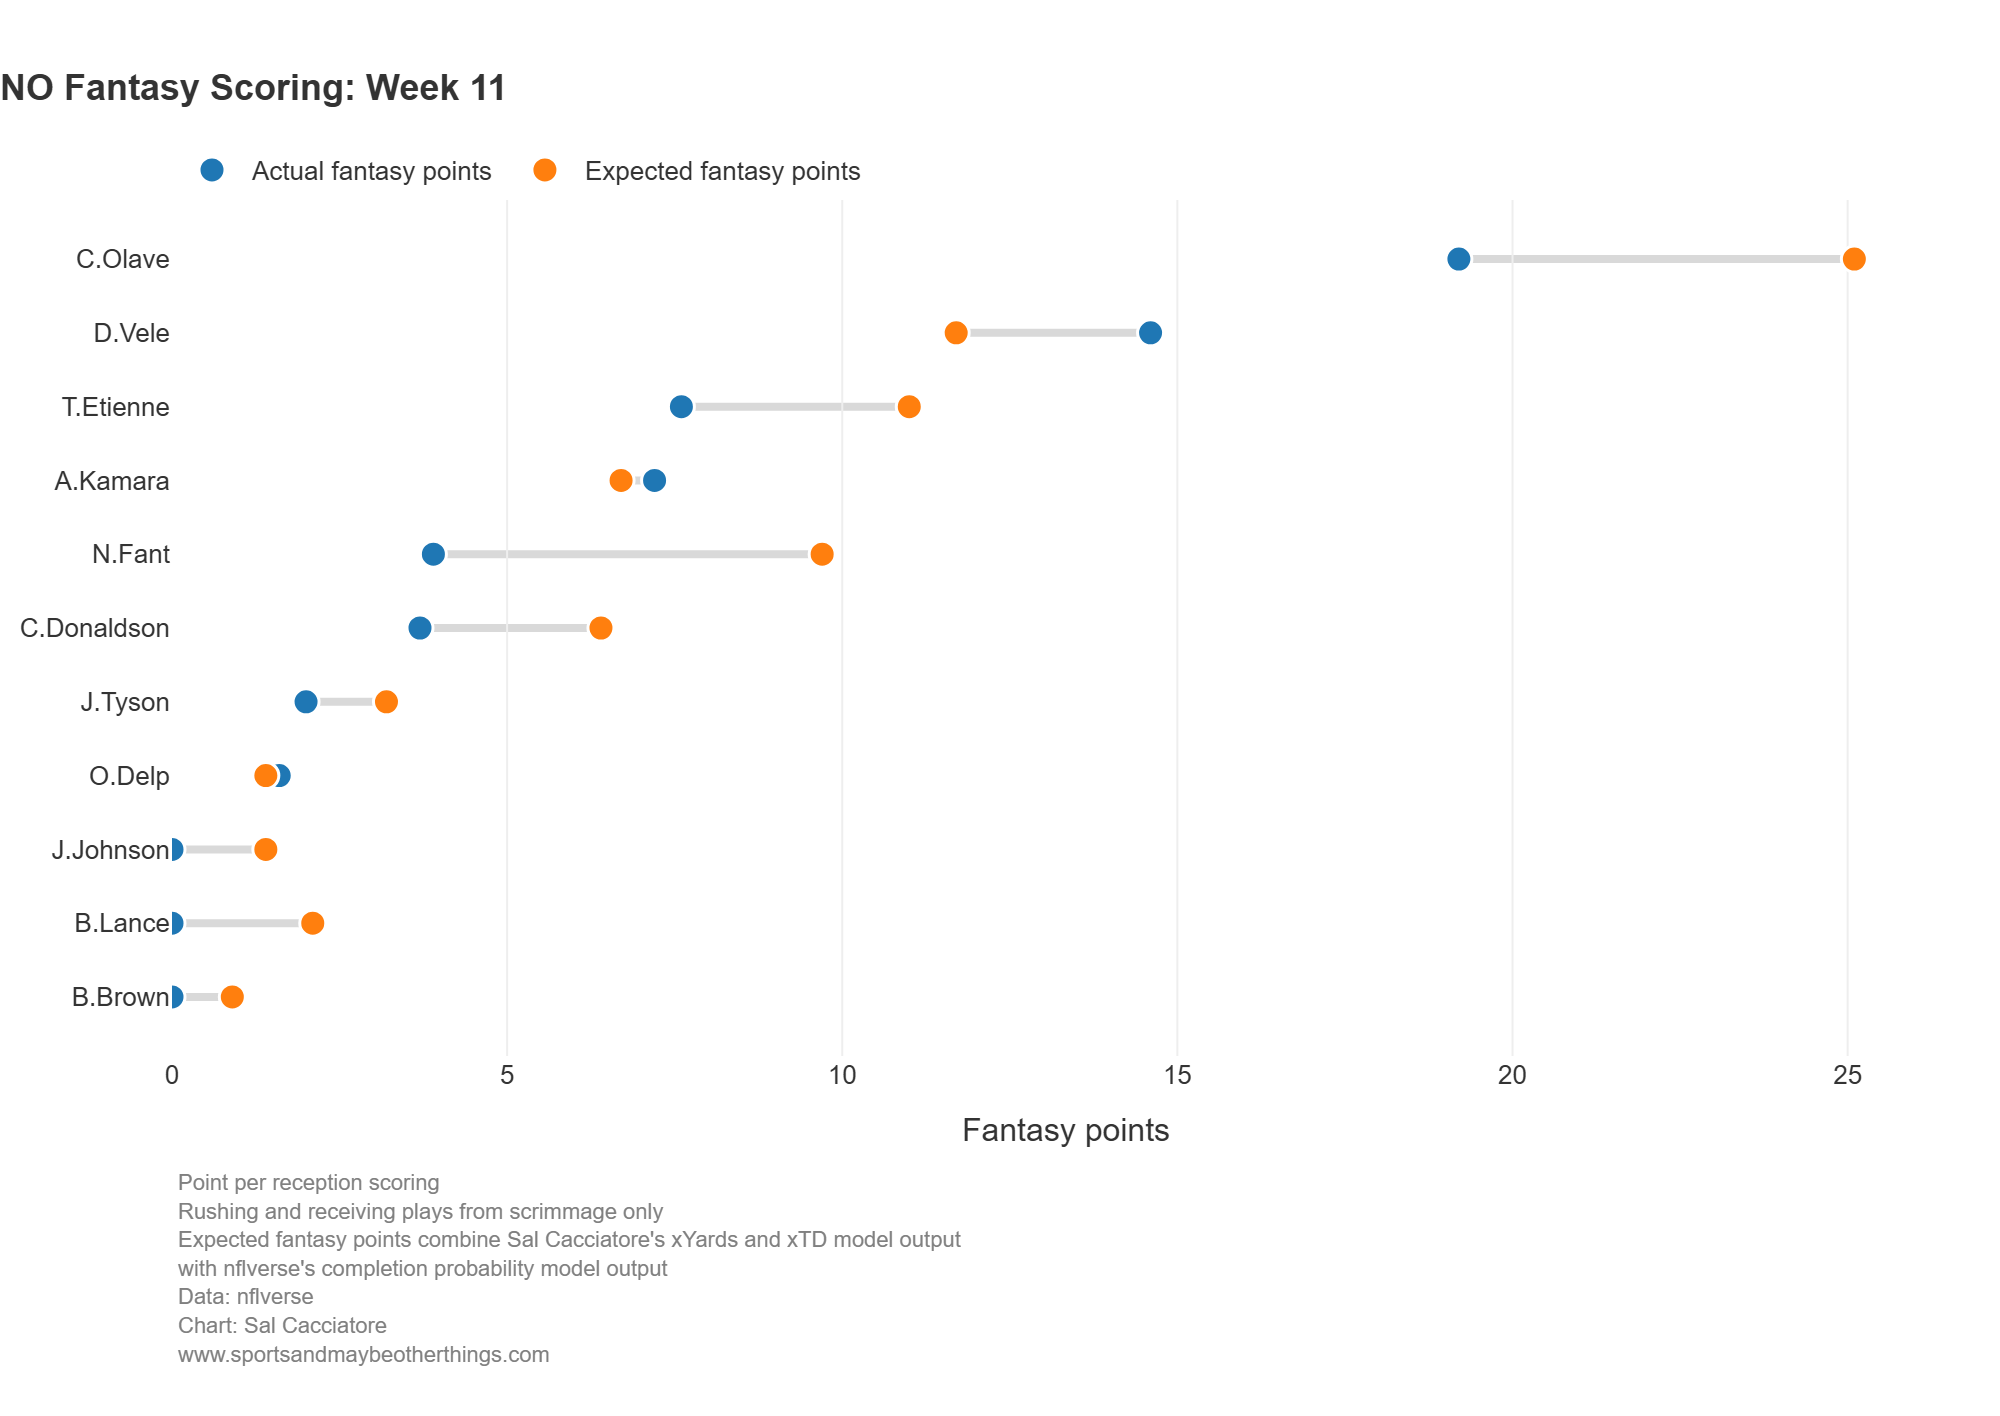 NO Fantasy Scoring: Week 11
Actual fantasy points Expected fantasy points
C.Olave
D.Vele
T.Etienne
A.Kamara
N.Fant
C.Donaldson
J.Tyson
O.Delp
J.Johnson
B.Lance
B.Brown
0 5 10 15 20 25
Fantasy points
Point per reception scoring
Rushing and receiving plays from scrimmage only
Expected fantasy points combine Sal Cacciatore's xYards and xTD model output
with nflverse's completion probability model output
Data: nflverse
Chart: Sal Cacciatore
www.sportsandmaybeotherthings.com